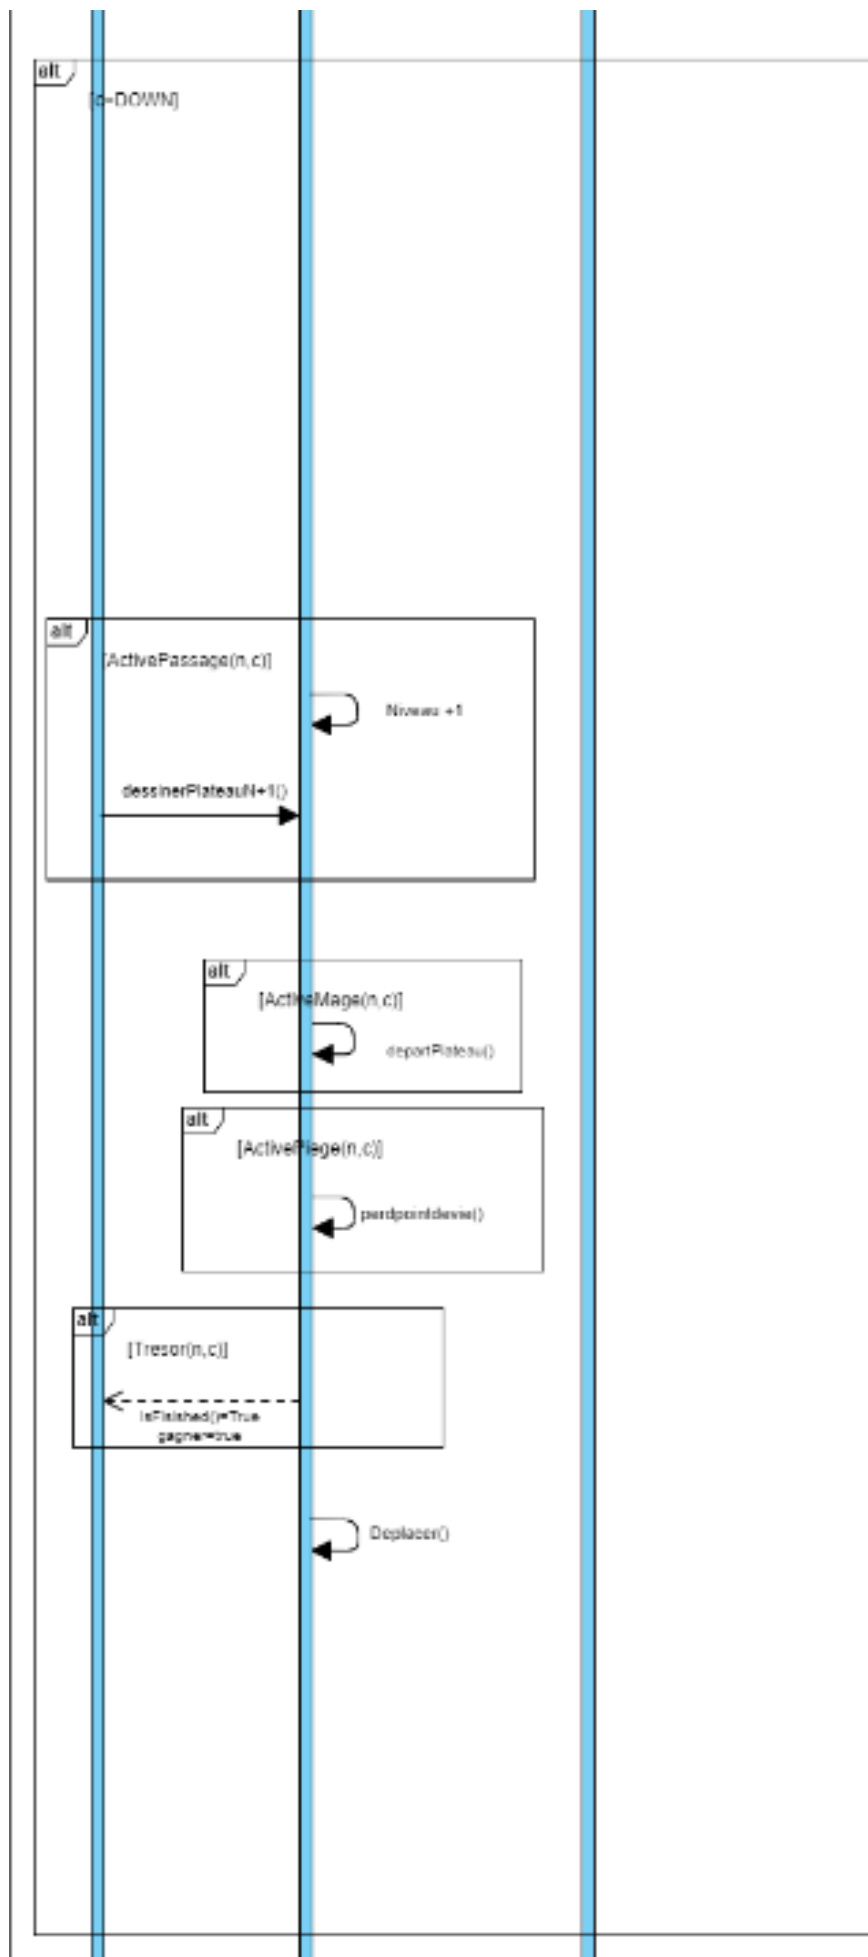 alt
[c=DOWN]
alt
[ActivePassage(n,c)]
Niveau +1
dessinerPlateauN+1()
alt
[ActiveMage(n,c)]
departPlateau()
alt
[ActivePiege(n,c)]
perdpointdevie()
alt
[Tresor(n,c)]
isFinished()=True
gagner=true
Deplacer()